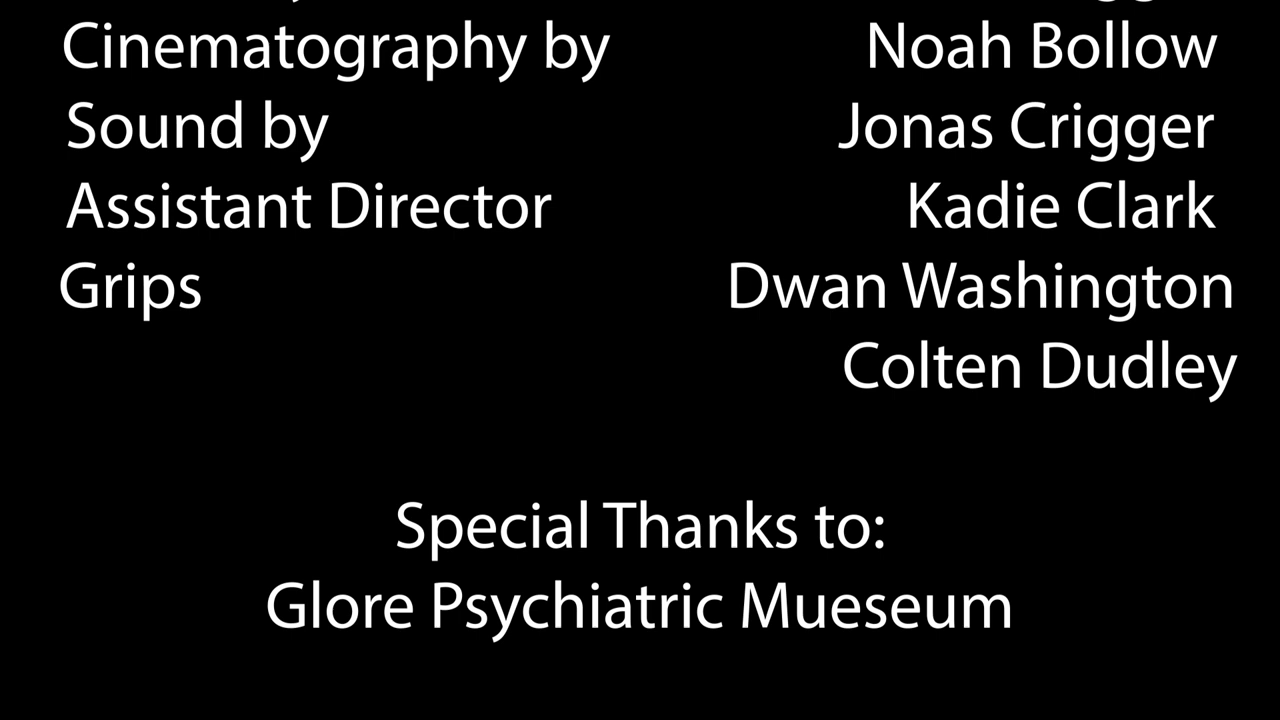 Cinematography by Noah Bollow
Sound by Jonas Crigger
Assistant Director Kadie Clark
Grips Dwan Washington
Colten Dudley
Special Thanks to:
Glore Psychiatric Mueseum